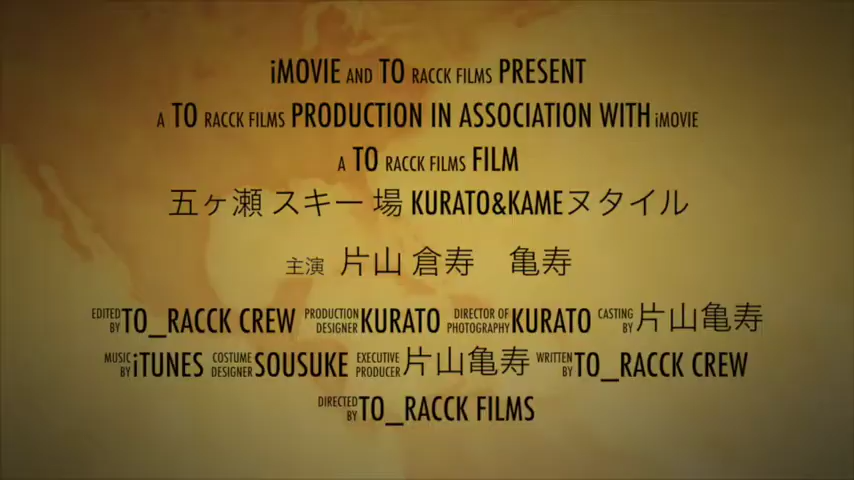 iMOVIE AND TO RACCK FILMS PRESENT
A TO RACCK FILMS PRODUCTION IN ASSOCIATION WITH iMOVIE
A TO RACCK FILMS FILM
五ヶ瀬 スキー 場 KURATO&KAMEヌタイル
主演 片山 倉寿 亀寿
EDITED BY TO_RACCK CREW PRODUCTION DESIGNER KURATO DIRECTOR OF PHOTOGRAPHY KURATO CASTING BY 片山亀寿
MUSIC BY iTUNES COSTUME DESIGNER SOUSUKE EXECUTIVE PRODUCER 片山亀寿 WRITTEN BY TO_RACCK CREW
DIRECTED BY TO_RACCK FILMS